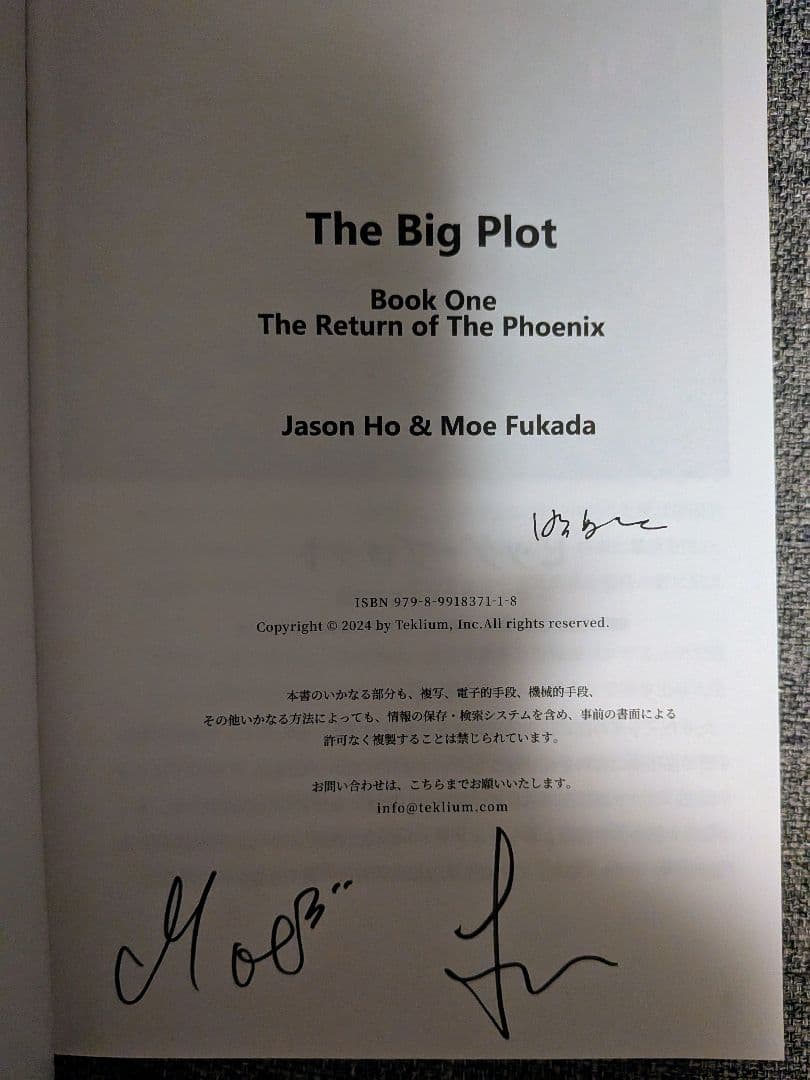 The Big Plot
Book One
The Return of The Phoenix
Jason Ho & Moe Fukada
ISBN 979-8-9918371-1-8
Copyright © 2024 by Teklium, Inc.All rights reserved.
本書のいかなる部分も、複写、電子的手段、機械的手段、
その他いかなる方法によっても、情報の保存・検索システムを含め、事前の書面による
許可なく複製することは禁じられています。
お問い合わせは、こちらまでお願いいたします。
info@teklium.com
Moe